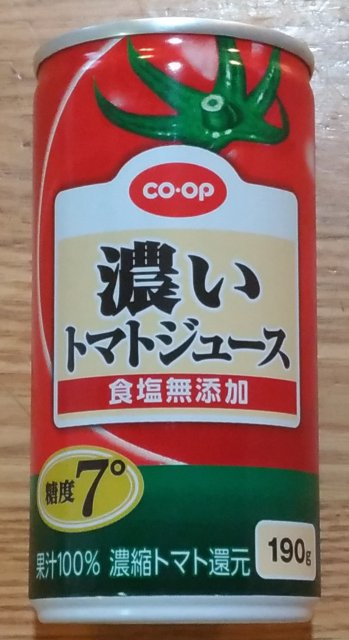 CO·OP
濃い
トマトジュース
食塩無添加
糖度7°
果汁100% 濃縮トマト還元
190g